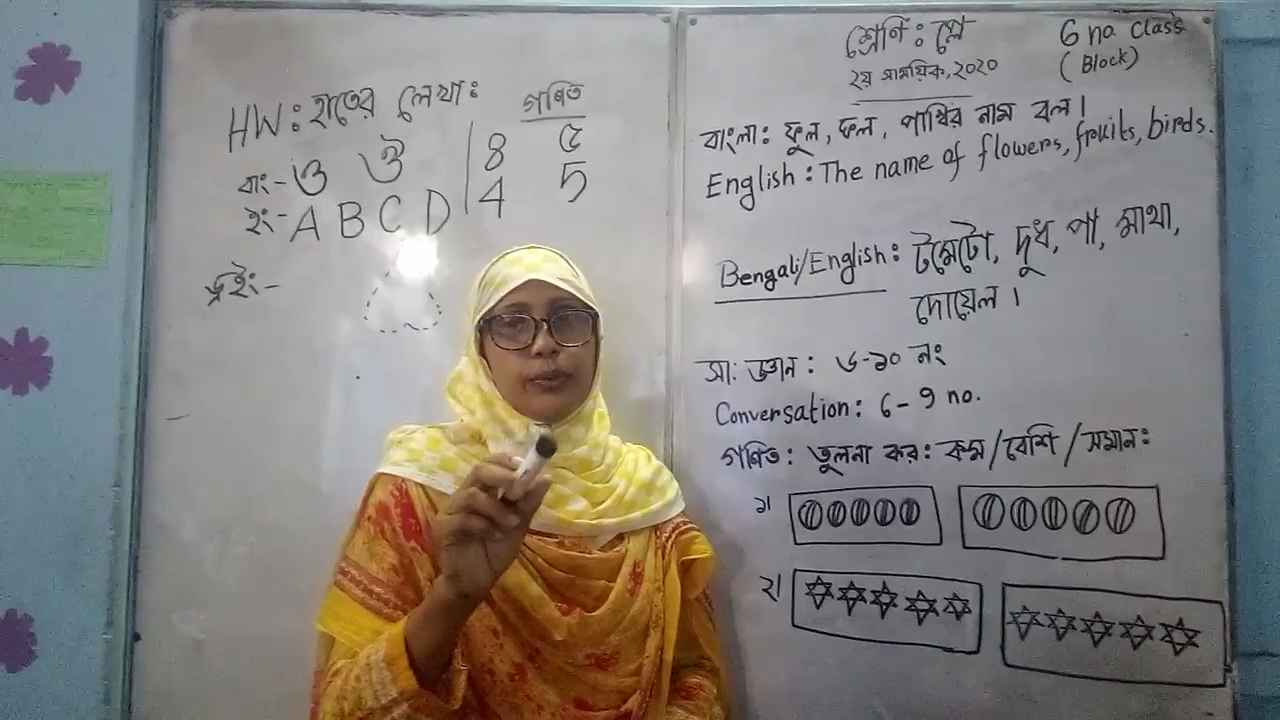 HW: হাতের লেখা:
গণিত
বাং- ও ঔ
৪ ৫
ইং- A B C D
4 5
ড্রইং-
শ্রেণি: প্লে
২য় সাময়িক, ২০২০
6 no class
(Block)
বাংলা: ফুল, ফল, পাখির নাম বল।
English: The name of flowers, fruits, birds.
Bengali/English: টমেটো, দুধ, পা, মাথা,
দোয়েল।
সা: জ্ঞান: ৬-১০ নং
Conversation: 6-9 no.
গণিত: তুলনা কর: কম/বেশি/সমান:
১।
২।